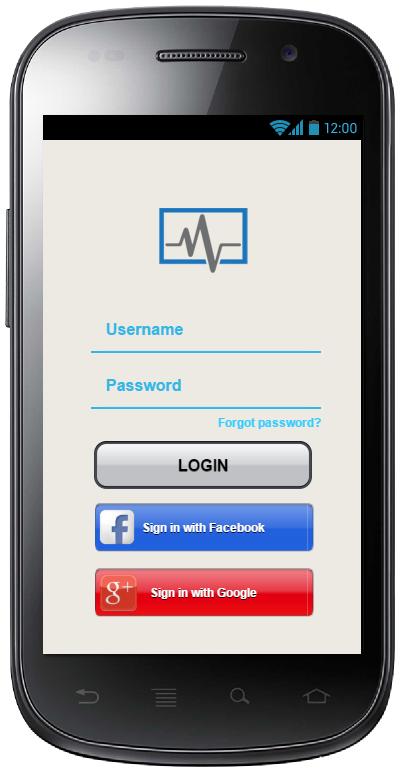 12:00
Username
Password
Forgot password?
LOGIN
f
Sign in with Facebook
g+
Sign in with Google